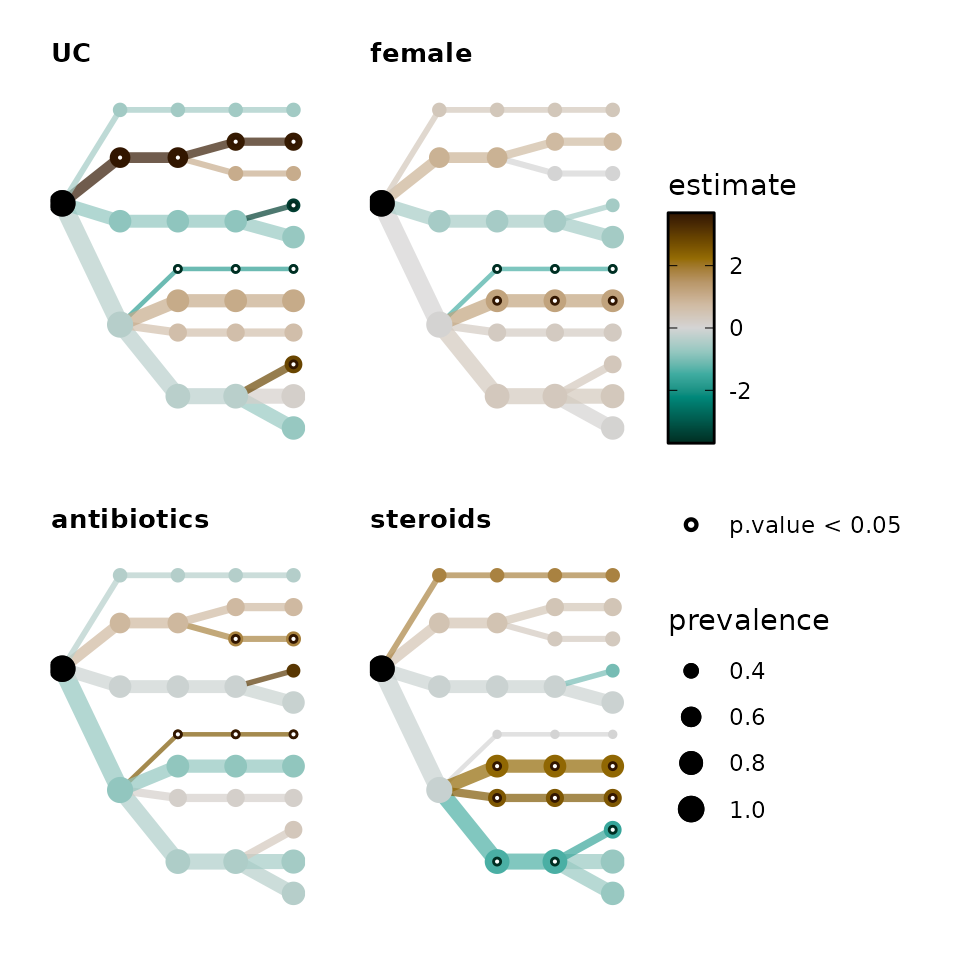 UC
female
estimate
2
0
-2
antibiotics
steroids
p.value < 0.05
prevalence
0.4
0.6
0.8
1.0